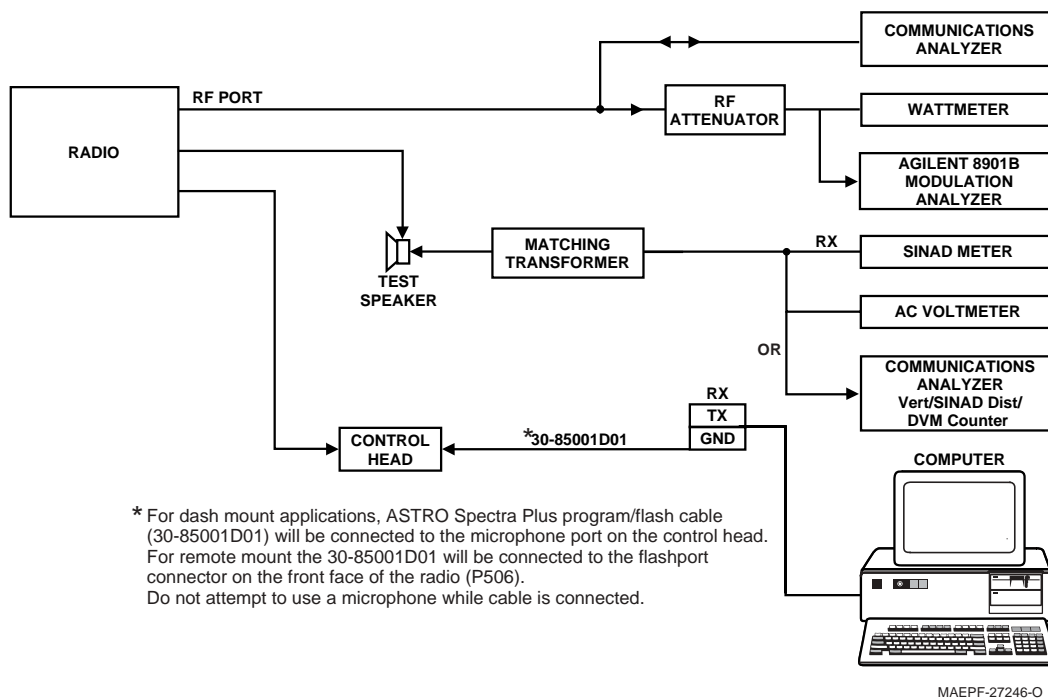 COMMUNICATIONS
ANALYZER
RF PORT
RF
ATTENUATOR
WATTMETER
RADIO
AGILENT 8901B
MODULATION
ANALYZER
MATCHING
TRANSFORMER
RX
SINAD METER
TEST
SPEAKER
AC VOLTMETER
OR
COMMUNICATIONS
ANALYZER
Vert/SINAD Dist/
DVM Counter
RX
TX
GND
CONTROL
HEAD
*30-85001D01
COMPUTER
* For dash mount applications, ASTRO Spectra Plus program/flash cable
(30-85001D01) will be connected to the microphone port on the control head.
For remote mount the 30-85001D01 will be connected to the flashport
connector on the front face of the radio (P506).
Do not attempt to use a microphone while cable is connected.
MAEPF-27246-O